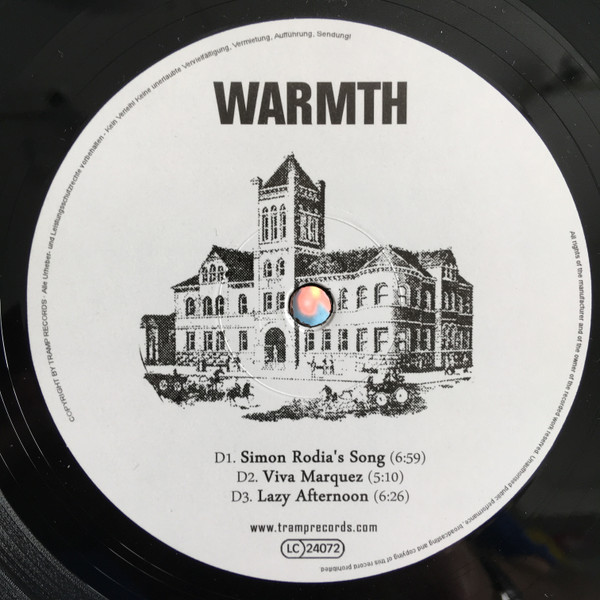 COPYRIGHT BY TRAMP RECORDS - Alle Urheber- und Leistungsschutzrechte vorbehalten - Kein Verleih! Keine unerlaubte Vervielfältigung, Vermietung, Aufführung, Sendung!
WARMTH
D1. Simon Rodia's Song (6:59)
D2. Viva Marquez (5:10)
D3. Lazy Afternoon (6:26)
www.tramprecords.com
LC 24072
All rights of the manufacturer and of the owner of the recorded work reserved. Unauthorised public performance, broadcasting and copying of this record prohibited